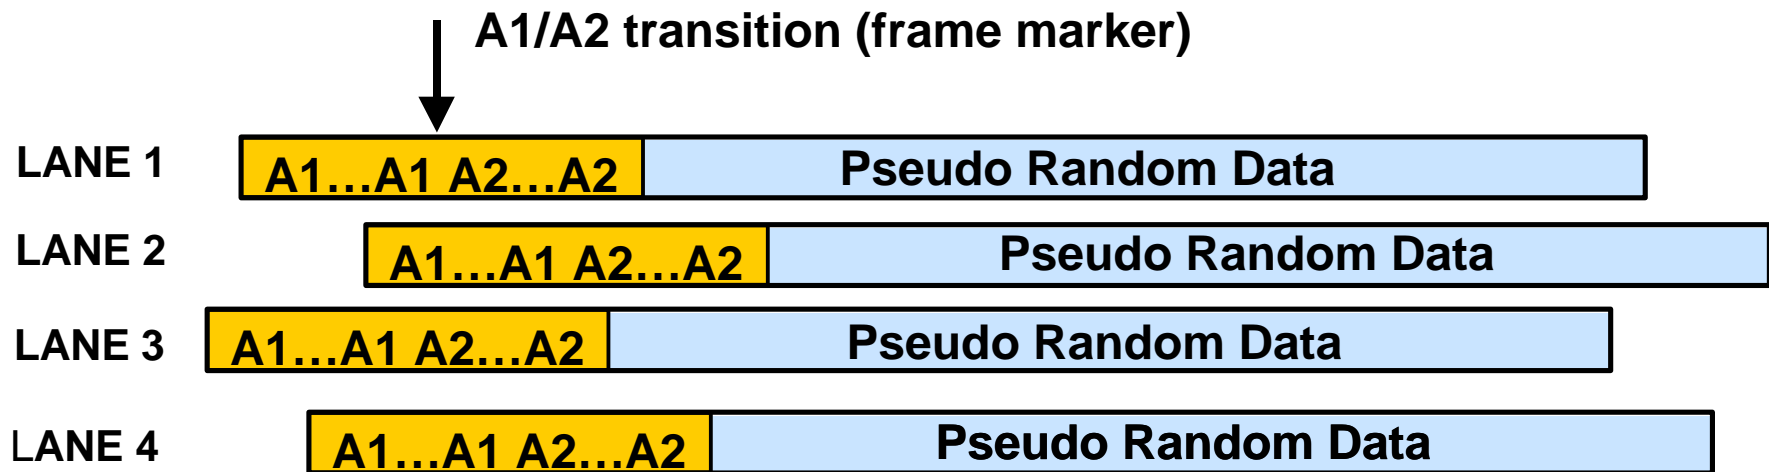 A1/A2 transition (frame marker)
LANE 1 A1…A1 A2…A2 Pseudo Random Data
LANE 2 A1…A1 A2…A2 Pseudo Random Data
LANE 3 A1…A1 A2…A2 Pseudo Random Data
LANE 4 A1…A1 A2…A2 Pseudo Random Data